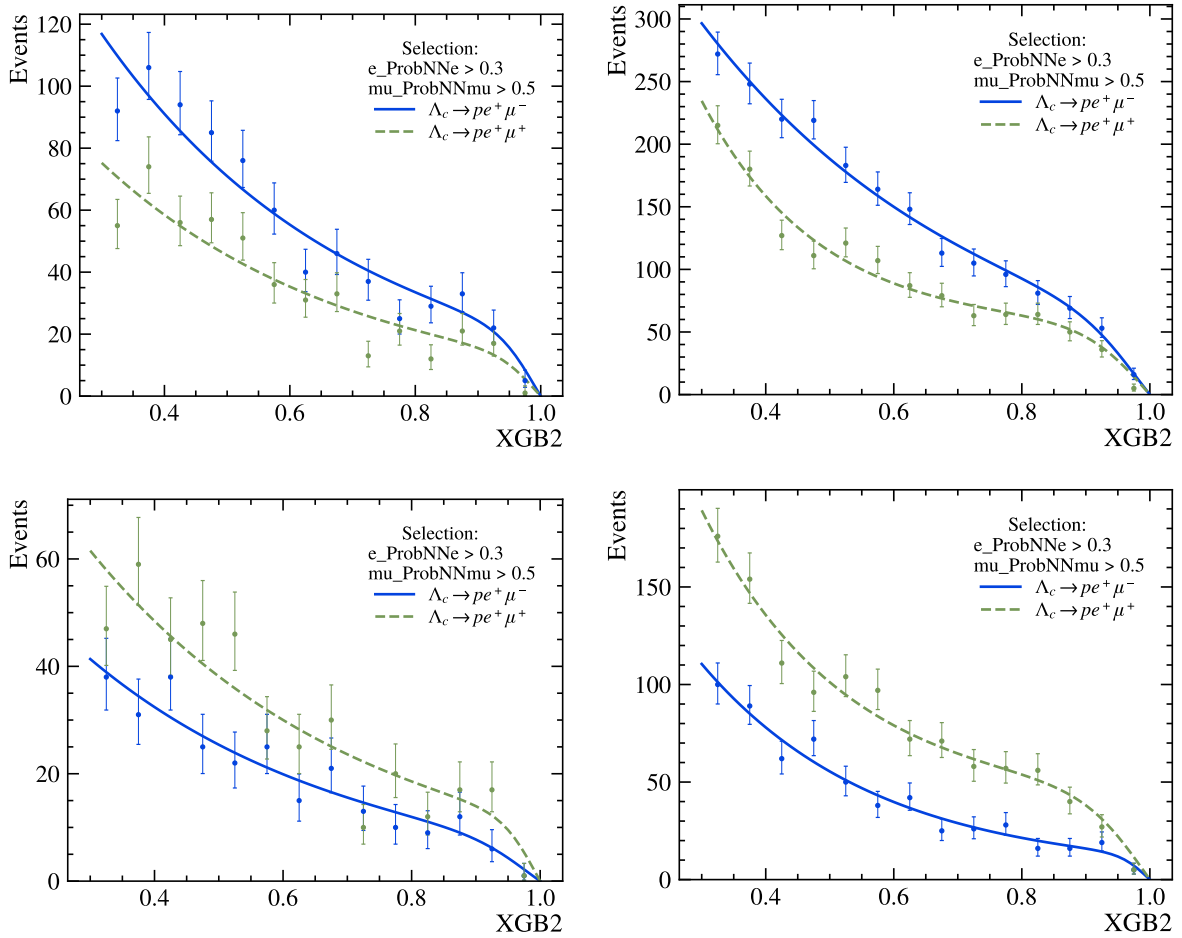 Events
120
100
80
60
40
20
0
Selection:
e_ProbNNe > 0.3
mu_ProbNNmu > 0.5
Λc → pe⁺μ⁻
Λc → pe⁺μ⁺
0.4 0.6 0.8 1.0
XGB2
Events
300
250
200
150
100
50
0
Selection:
e_ProbNNe > 0.3
mu_ProbNNmu > 0.5
Λc → pe⁺μ⁻
Λc → pe⁺μ⁺
0.4 0.6 0.8 1.0
XGB2
Events
60
40
20
0
Selection:
e_ProbNNe > 0.3
mu_ProbNNmu > 0.5
Λc → pe⁺μ⁻
Λc → pe⁺μ⁺
0.4 0.6 0.8 1.0
XGB2
Events
150
100
50
0
Selection:
e_ProbNNe > 0.3
mu_ProbNNmu > 0.5
Λc → pe⁺μ⁻
Λc → pe⁺μ⁺
0.4 0.6 0.8 1.0
XGB2